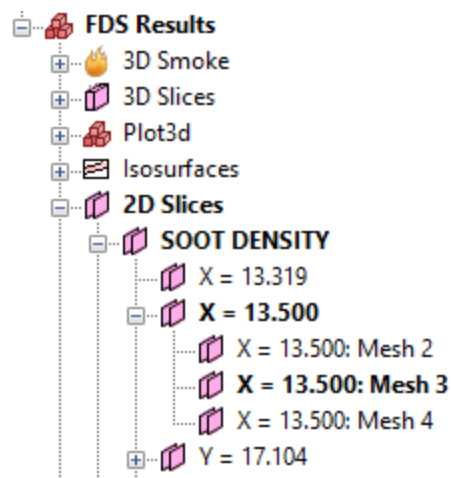 FDS Results
3D Smoke
3D Slices
Plot3d
Isosurfaces
2D Slices
SOOT DENSITY
X = 13.319
X = 13.500
X = 13.500: Mesh 2
X = 13.500: Mesh 3
X = 13.500: Mesh 4
Y = 17.104